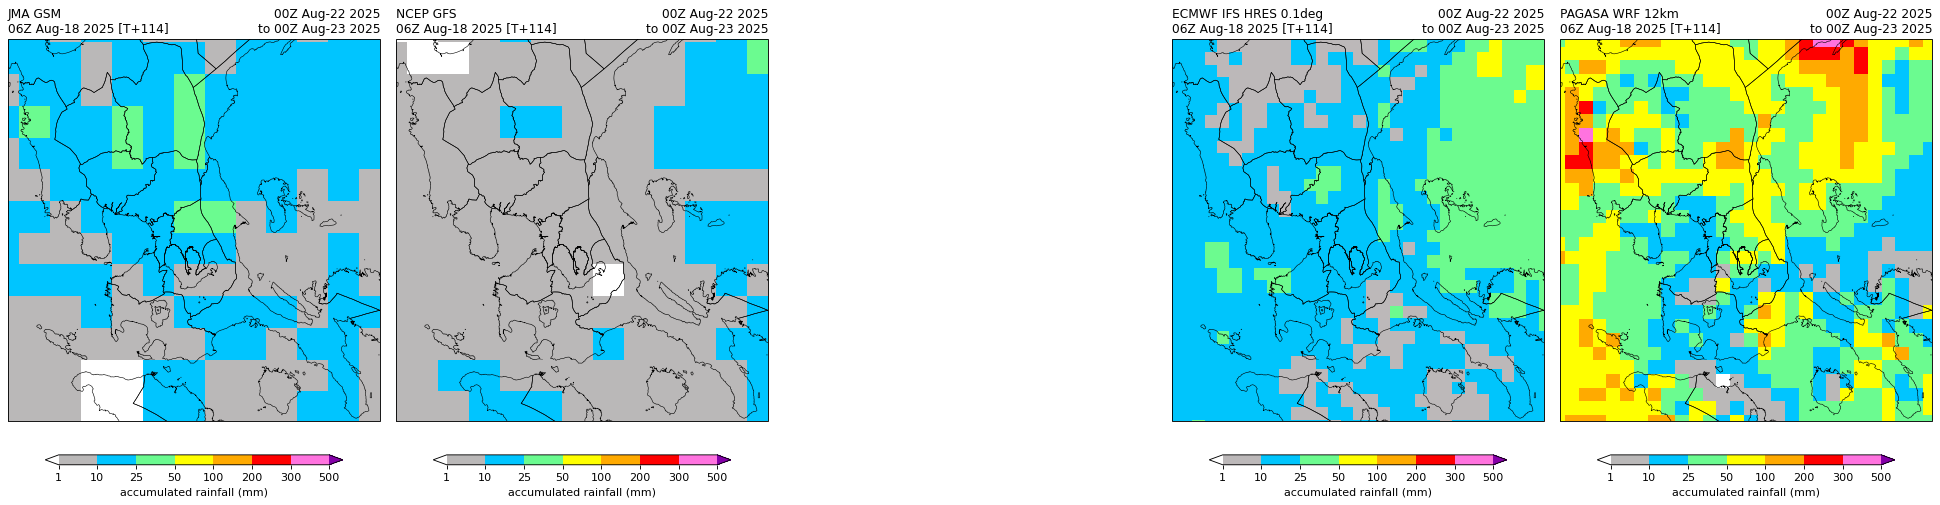 JMA GSM 00Z Aug-22 2025
06Z Aug-18 2025 [T+114] to 00Z Aug-23 2025
NCEP GFS 00Z Aug-22 2025
06Z Aug-18 2025 [T+114] to 00Z Aug-23 2025
ECMWF IFS HRES 0.1deg 00Z Aug-22 2025
06Z Aug-18 2025 [T+114] to 00Z Aug-23 2025
PAGASA WRF 12km 00Z Aug-22 2025
06Z Aug-18 2025 [T+114] to 00Z Aug-23 2025
1 10 25 50 100 200 300 500
accumulated rainfall (mm)
1 10 25 50 100 200 300 500
accumulated rainfall (mm)
1 10 25 50 100 200 300 500
accumulated rainfall (mm)
1 10 25 50 100 200 300 500
accumulated rainfall (mm)